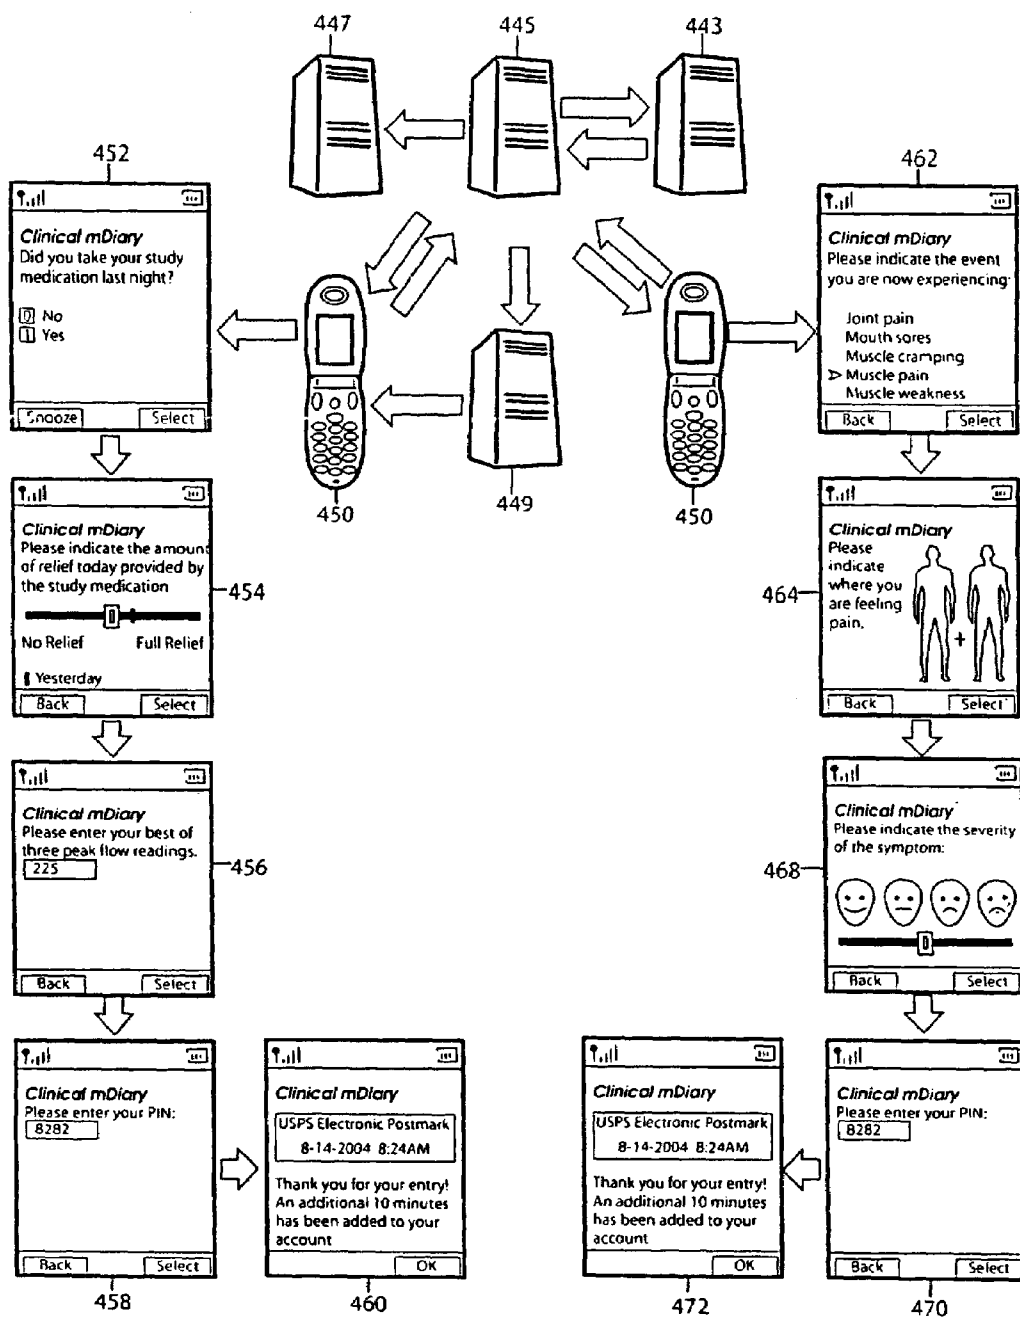 447
445
443
452
Clinical mDiary
Did you take your study
medication last night?
0 No
1 Yes
Snooze
Select
462
Clinical mDiary
Please indicate the event
you are now experiencing:
Joint pain
Mouth sores
Muscle cramping
Muscle pain
Muscle weakness
Back
Select
450
449
450
Clinical mDiary
Please indicate the amount
of relief today provided by
the study medication
No Relief
Full Relief
Yesterday
Back
Select
454
464
Clinical mDiary
Please
indicate
where you
are feeling
pain.
+
Back
Select
Clinical mDiary
Please enter your best of
three peak flow readings.
225
Back
Select
456
468
Clinical mDiary
Please indicate the severity
of the symptom:
Back
Select
Clinical mDiary
Please enter your PIN:
8282
Back
Select
458
Clinical mDiary
USPS Electronic Postmark
8-14-2004 8:24AM
Thank you for your entry!
An additional 10 minutes
has been added to your
account
OK
460
Clinical mDiary
USPS Electronic Postmark
8-14-2004 8:24AM
Thank you for your entry!
An additional 10 minutes
has been added to your
account
OK
472
Clinical mDiary
Please enter your PIN:
8282
Back
Select
470